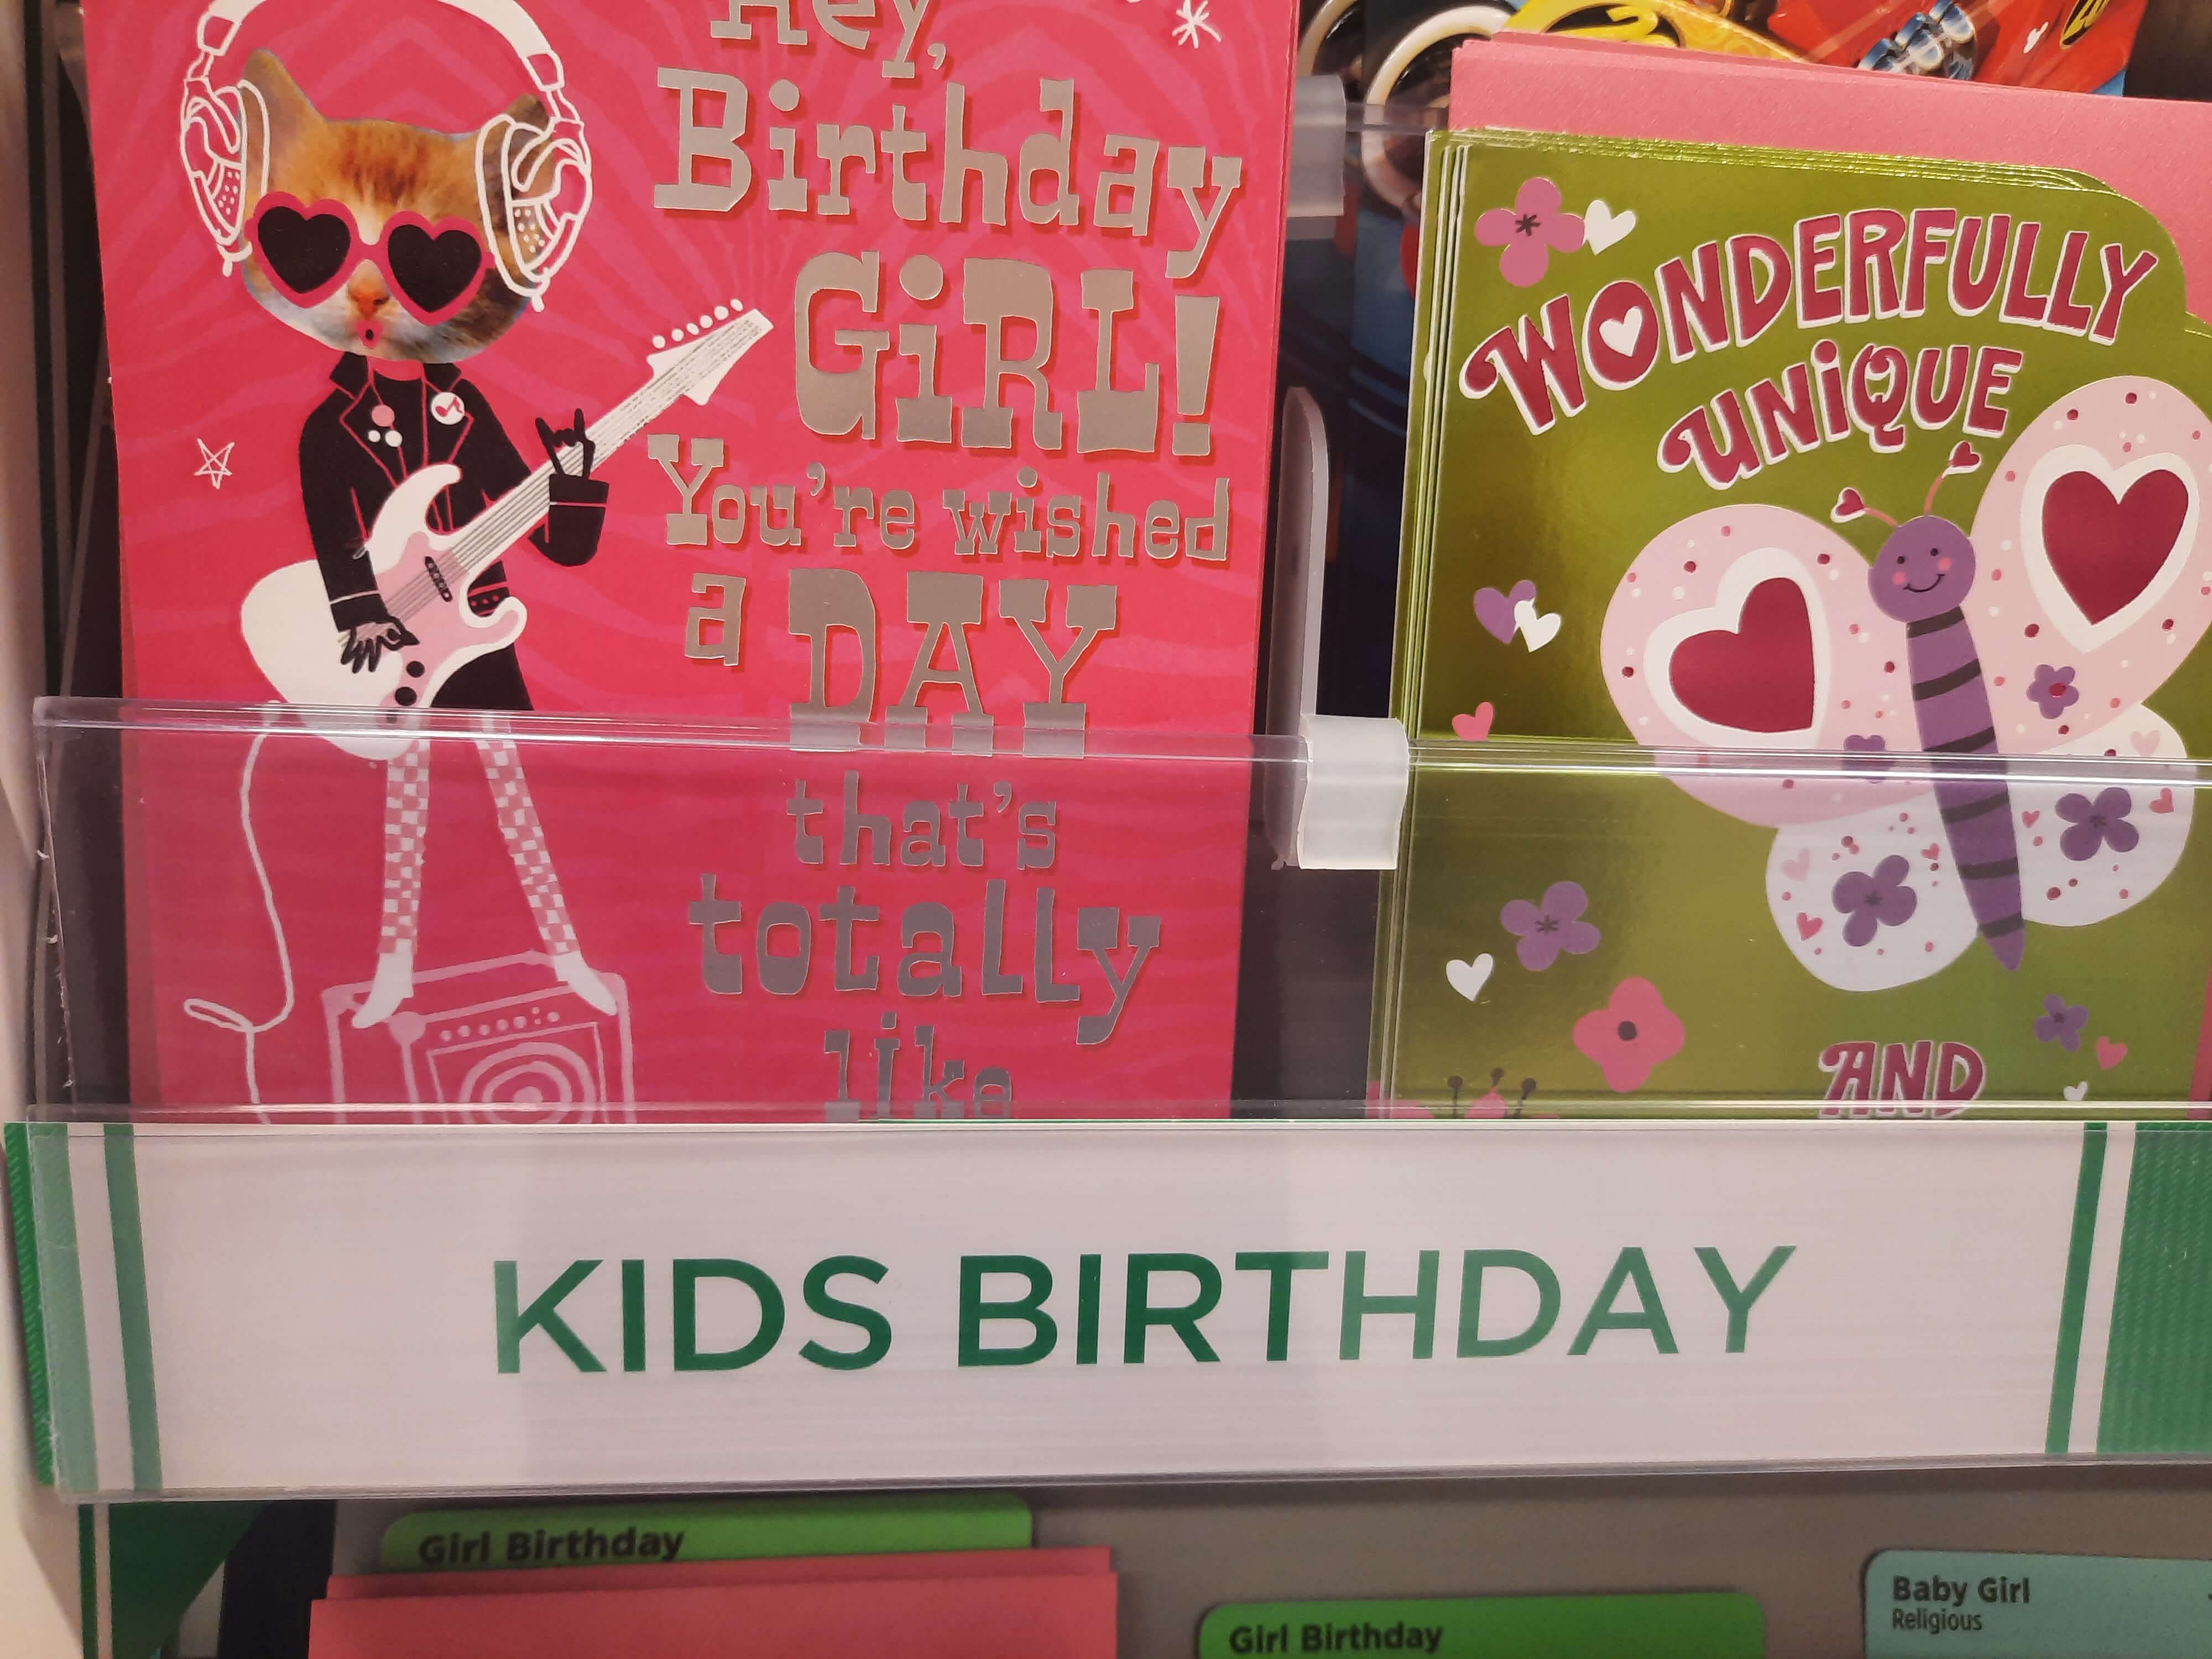 Hey,
Birthday
GiRL!
You're wished
a DAY
that's
totally
like
WONDERFULLY
UNiQUE
AND
KIDS BIRTHDAY
Girl Birthday
Girl Birthday
Baby Girl
Religious